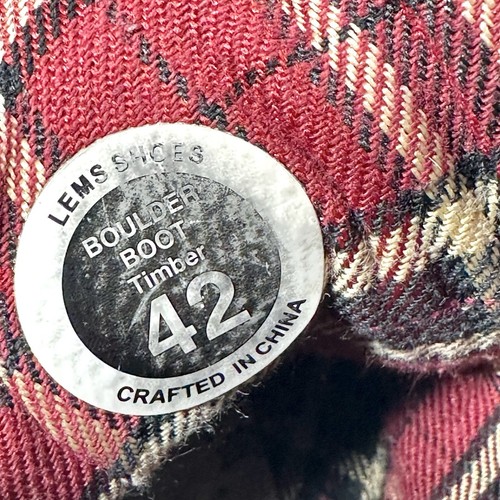 LEMS SHOES
BOULDER
BOOT
Timber
42
CRAFTED IN CHINA